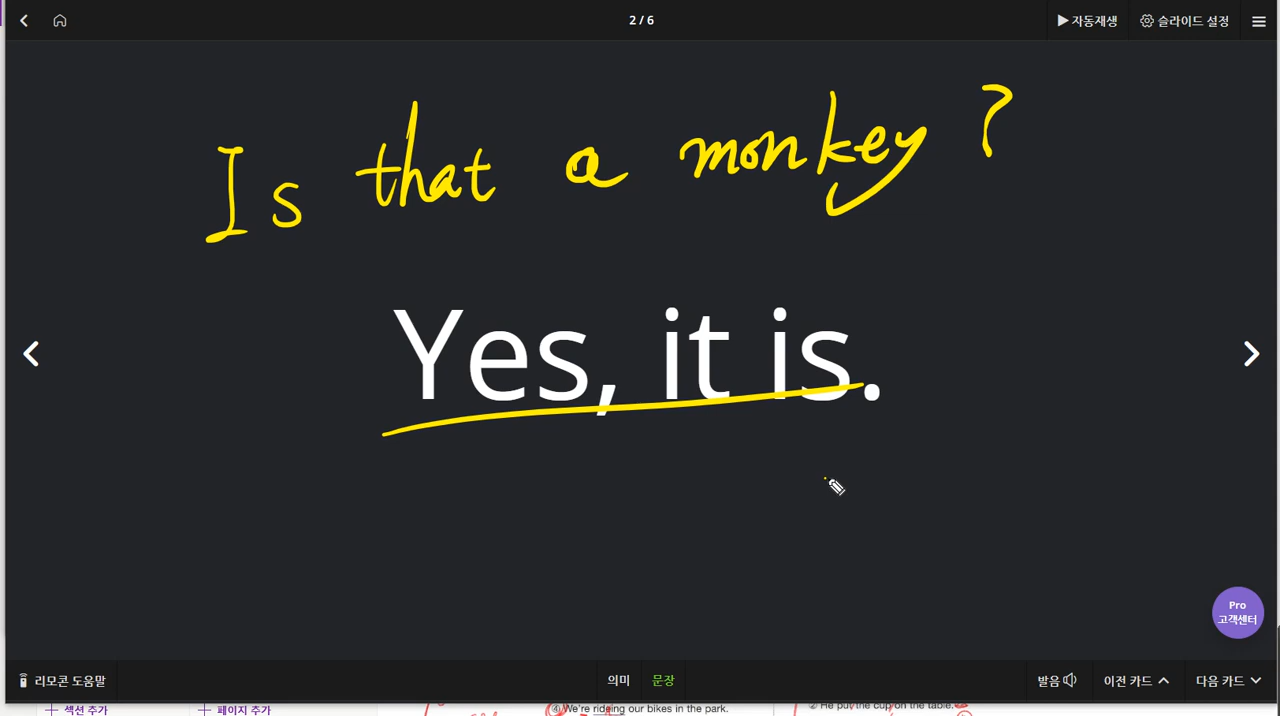 2 / 6
자동재생
슬라이드 설정
Is that a monkey ?
Yes, it is.
Pro
고객센터
리모콘 도움말
의미
문장
발음
이전 카드
다음 카드
섹션 추가
페이지 추가
④ We're riding our bikes in the park.
② He put the cup on the table.